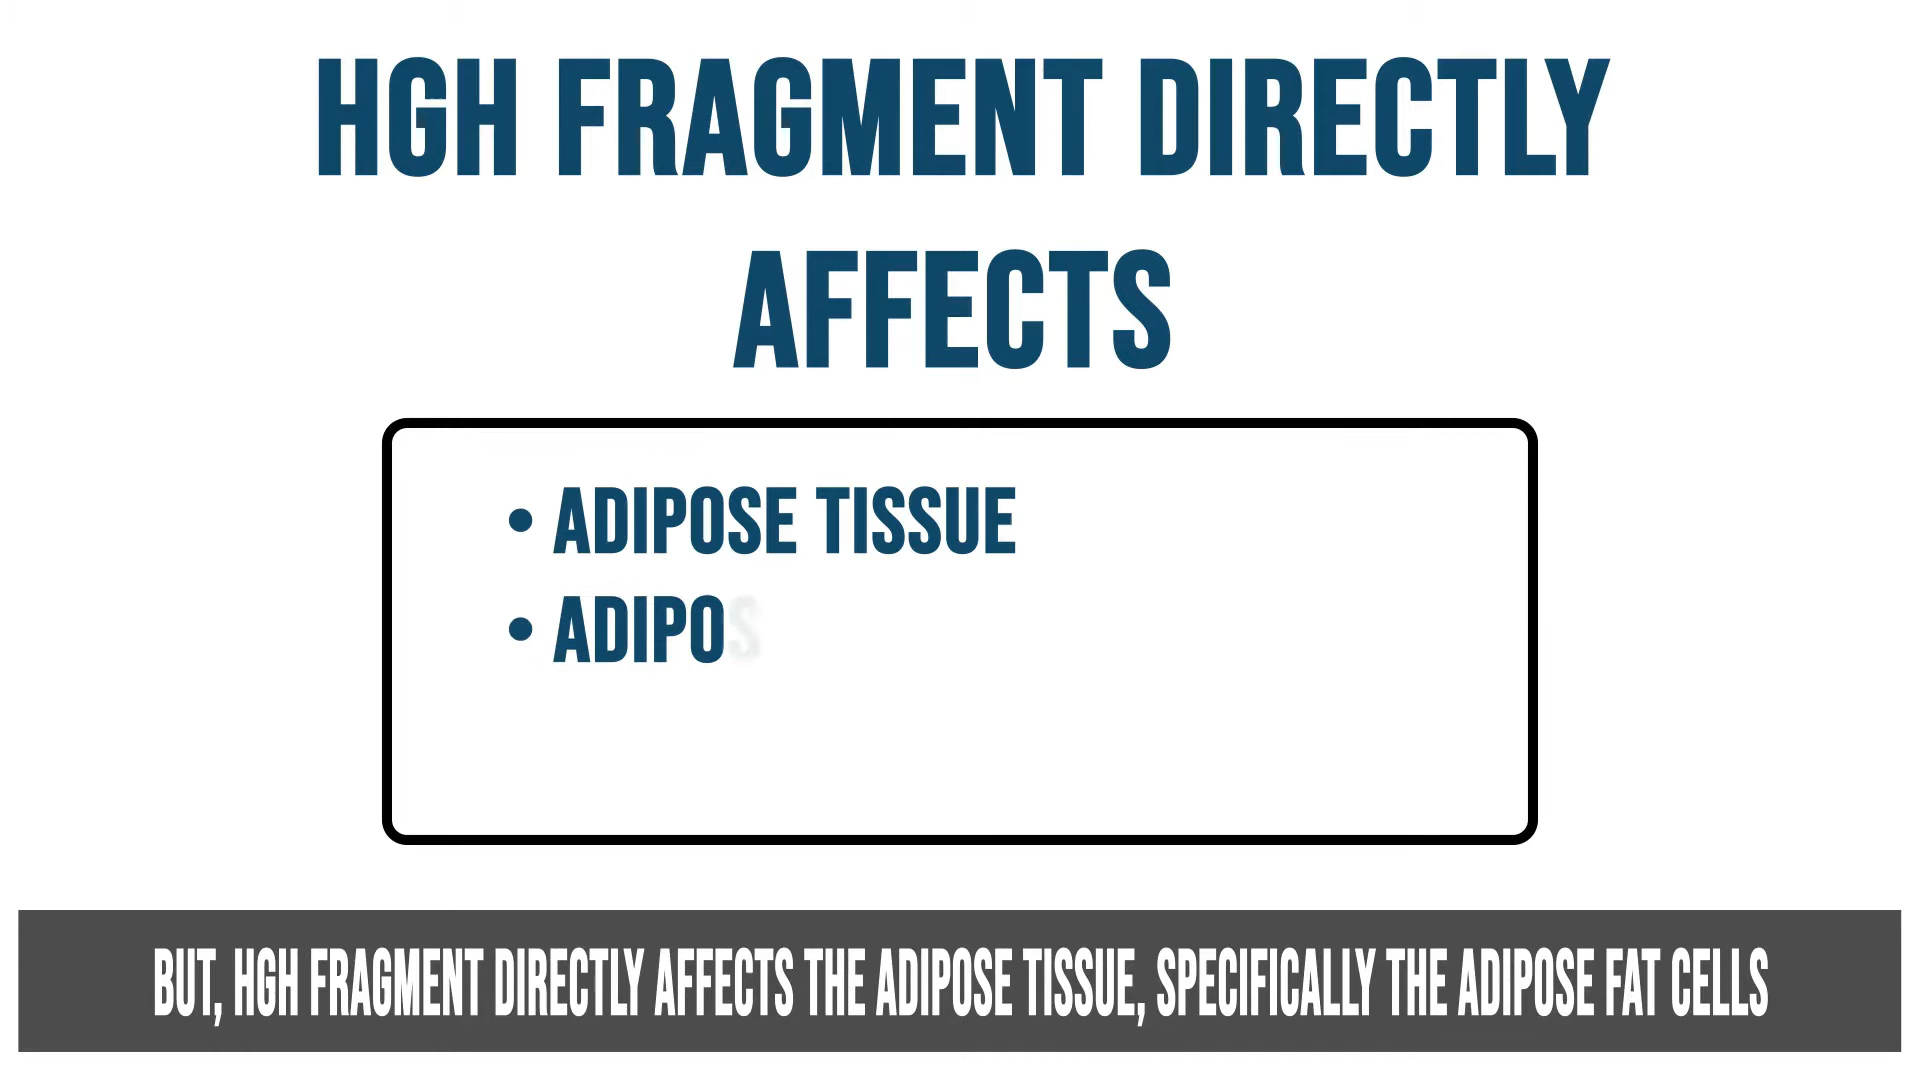 HGH FRAGMENT DIRECTLY
AFFECTS
• ADIPOSE TISSUE
• ADIPOS
BUT, HGH FRAGMENT DIRECTLY AFFECTS THE ADIPOSE TISSUE, SPECIFICALLY THE ADIPOSE FAT CELLS